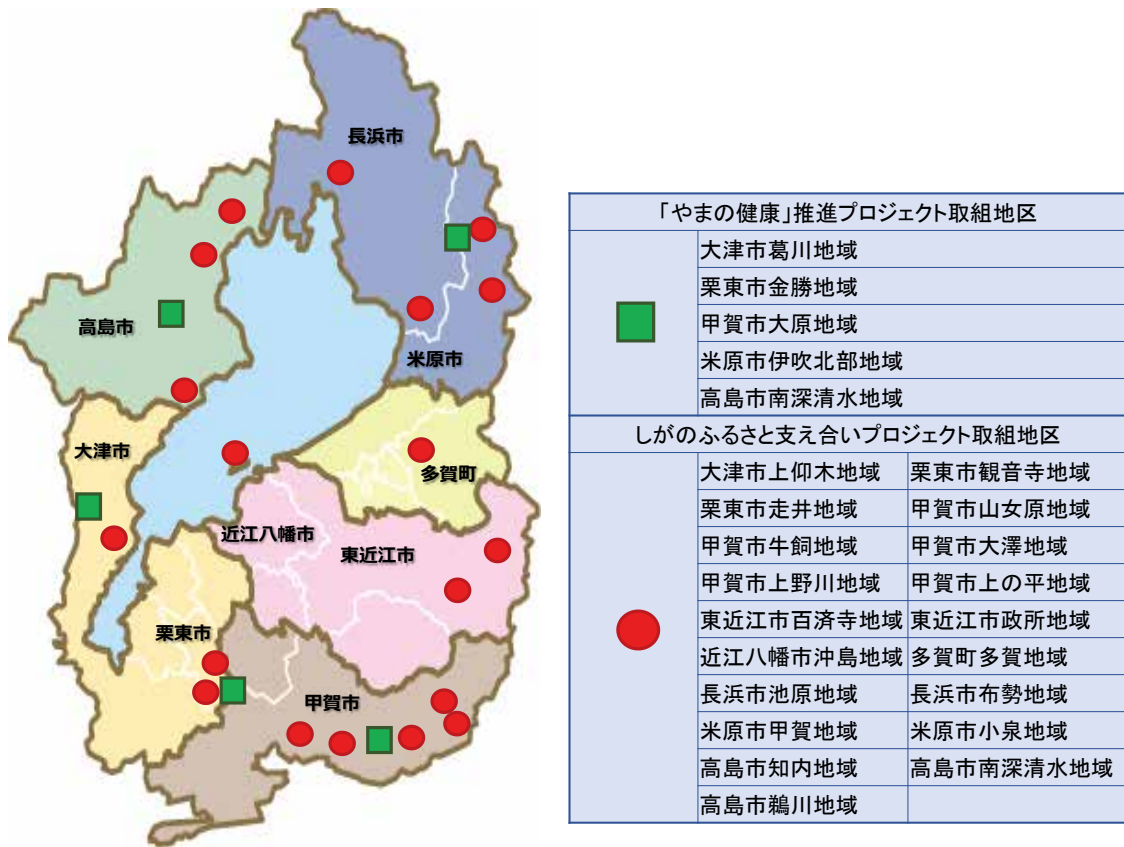 長浜市
高島市
米原市
大津市
多賀町
近江八幡市
東近江市
栗東市
甲賀市
「やまの健康」推進プロジェクト取組地区
大津市葛川地域
栗東市金勝地域
甲賀市大原地域
米原市伊吹北部地域
高島市南深清水地域
しがのふるさと支え合いプロジェクト取組地区
大津市上仰木地域 栗東市観音寺地域
栗東市走井地域 甲賀市山女原地域
甲賀市牛飼地域 甲賀市大澤地域
甲賀市上野川地域 甲賀市上の平地域
東近江市百済寺地域 東近江市政所地域
近江八幡市沖島地域 多賀町多賀地域
長浜市池原地域 長浜市布勢地域
米原市甲賀地域 米原市小泉地域
高島市知内地域 高島市南深清水地域
高島市鵜川地域